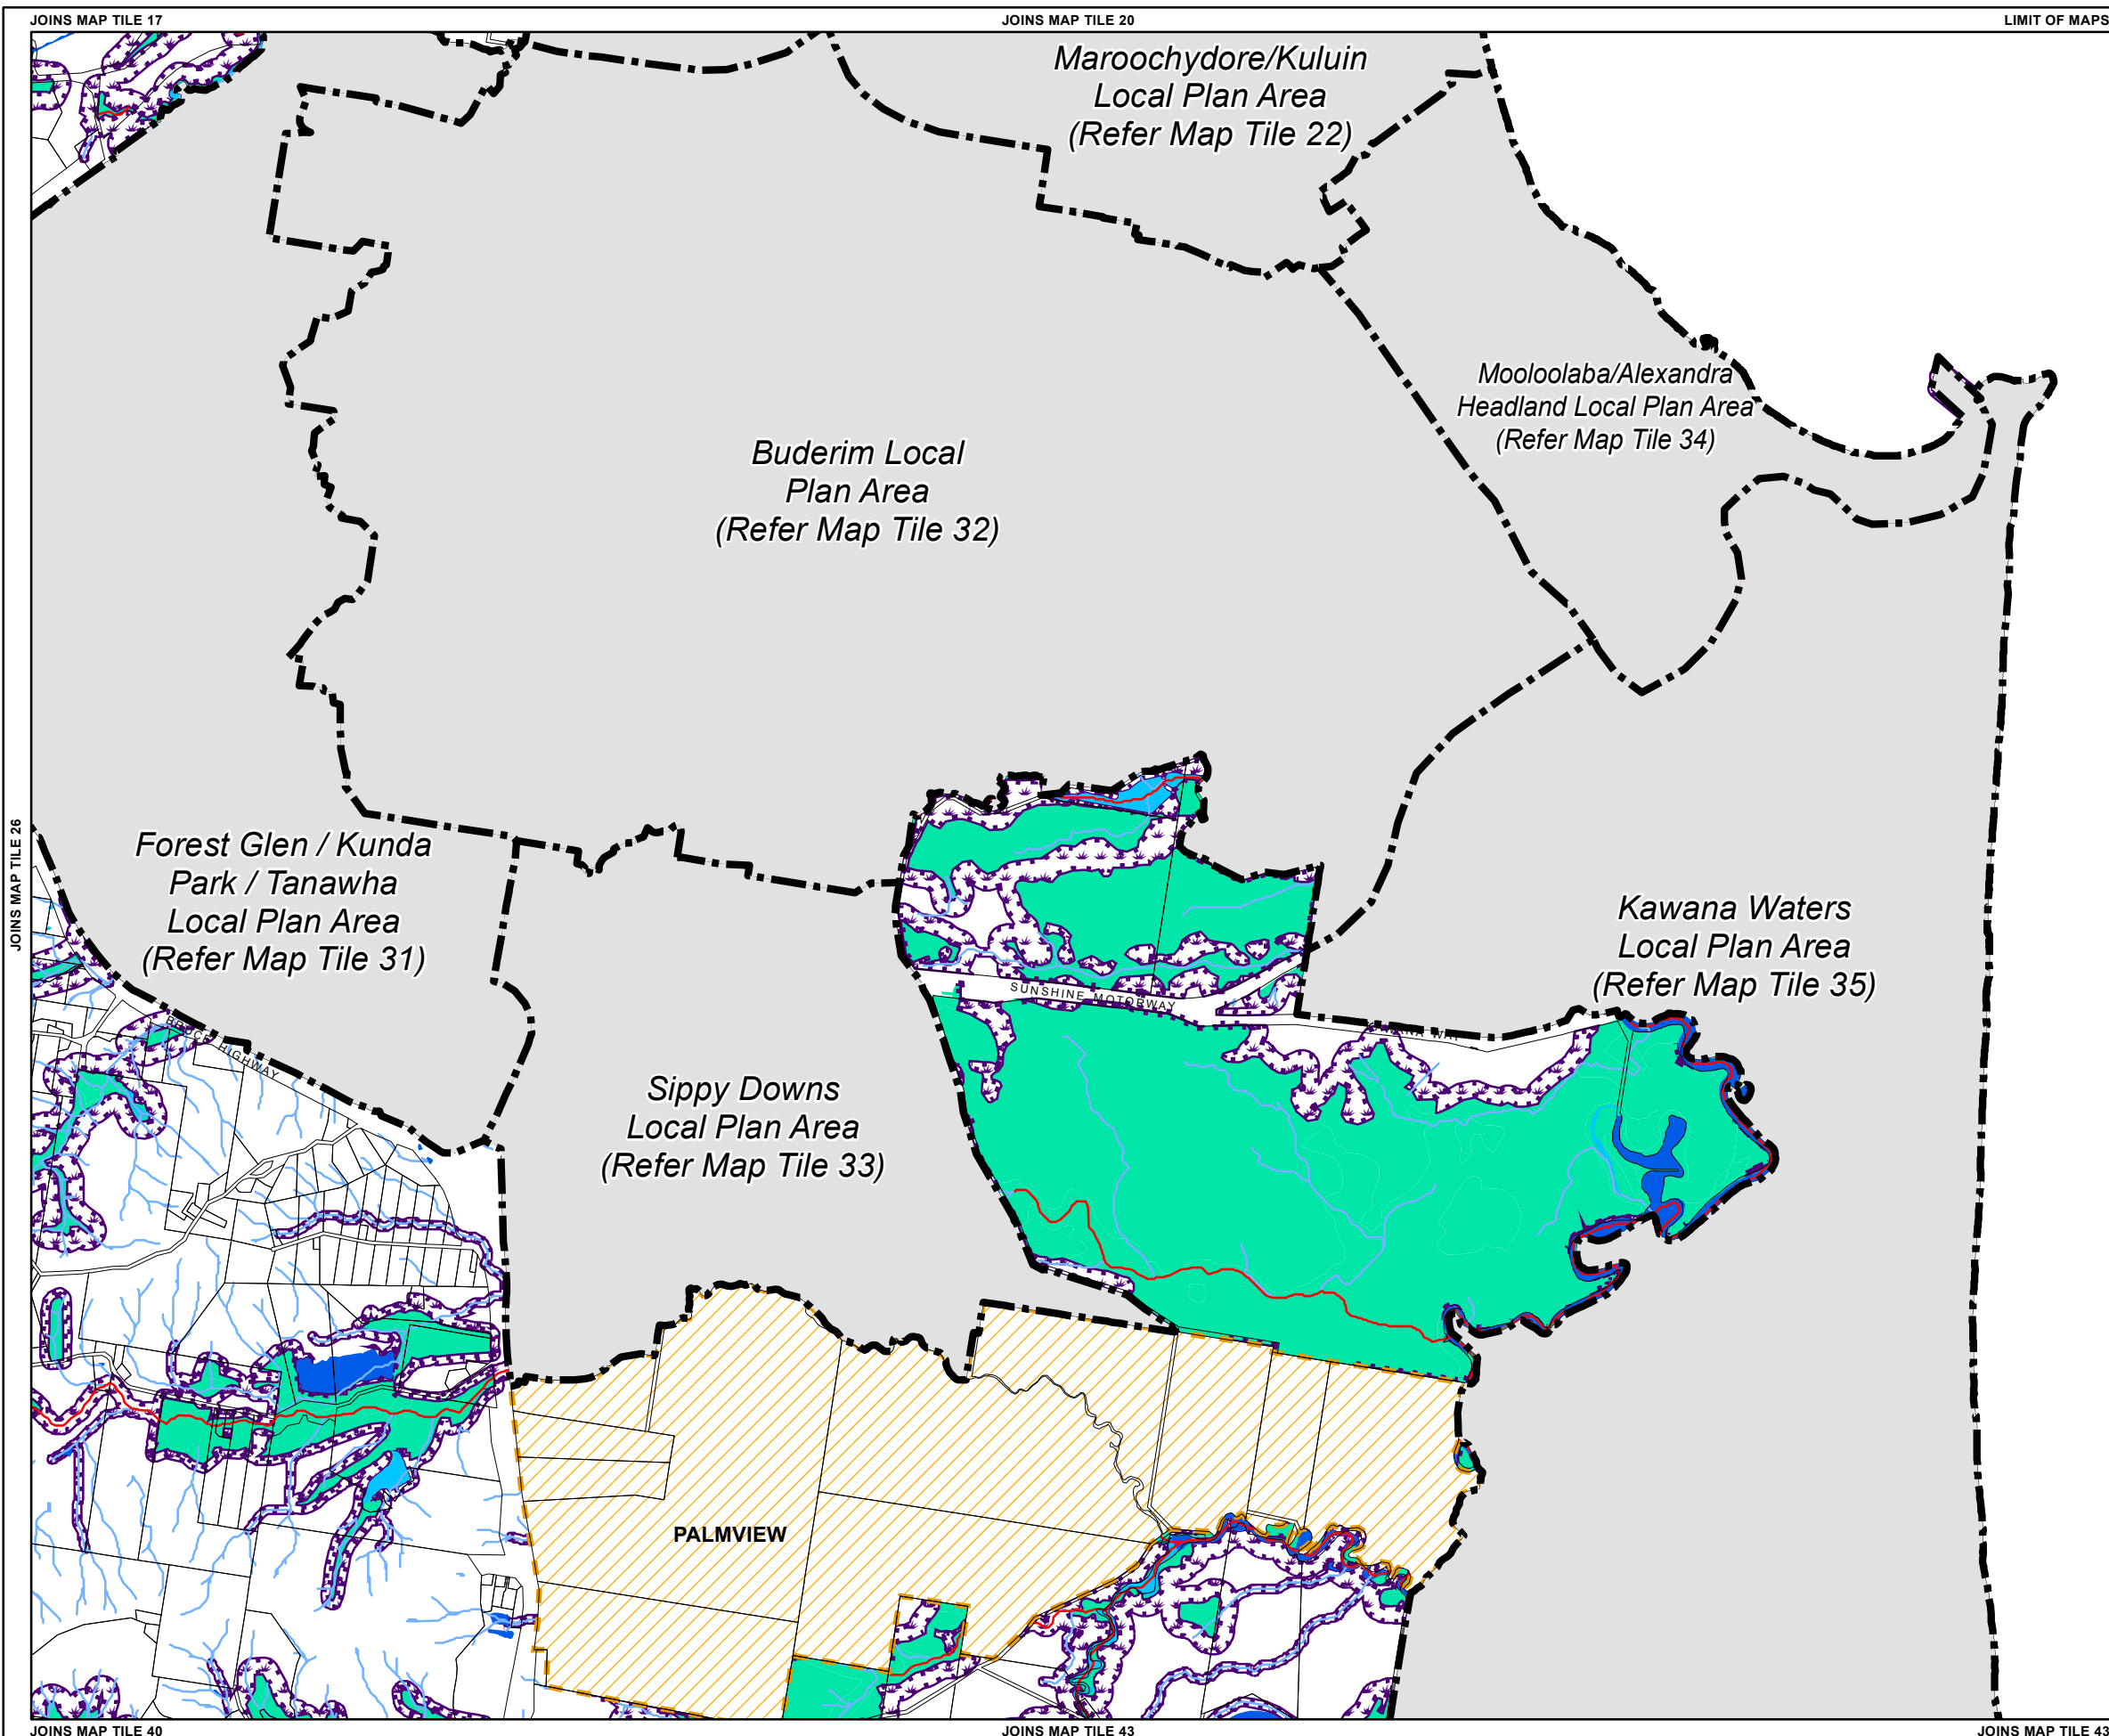 JOINS MAP TILE 17
JOINS MAP TILE 20
LIMIT OF MAPS
Maroochydore/Kuluin
Local Plan Area
(Refer Map Tile 22)
Mooloolaba/Alexandra
Headland Local Plan Area
(Refer Map Tile 34)
Buderim Local
Plan Area
(Refer Map Tile 32)
JOINS MAP TILE 26
Forest Glen / Kunda
Park / Tanawha
Local Plan Area
(Refer Map Tile 31)
Kawana Waters
Local Plan Area
(Refer Map Tile 35)
SUNSHINE MOTORWAY
BRUCE HIGHWAY
WAY
Sippy Downs
Local Plan Area
(Refer Map Tile 33)
PALMVIEW
JOINS MAP TILE 40
JOINS MAP TILE 43
JOINS MAP TILE 43